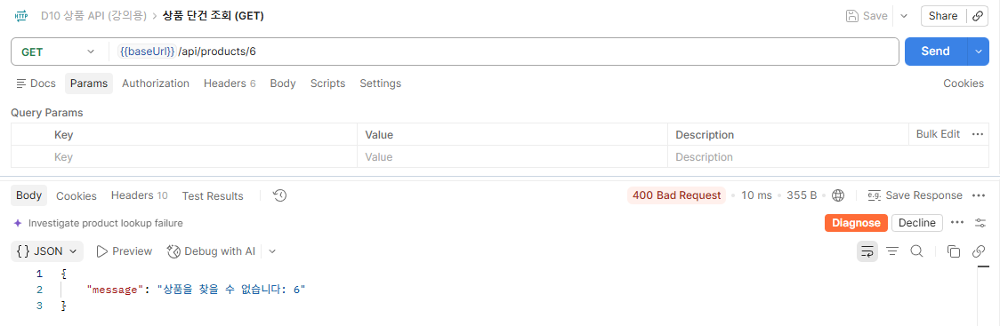 HTTP D10 상품 API (강의용) > 상품 단건 조회 (GET) Save Share
GET {{baseUrl}} /api/products/6 Send
Docs Params Authorization Headers 6 Body Scripts Settings Cookies
Query Params
Key Value Description Bulk Edit
Key Value Description
Body Cookies Headers 10 Test Results 400 Bad Request • 10 ms • 355 B • e.g. Save Response
Investigate product lookup failure Diagnose Decline
{} JSON Preview Debug with AI
1 {
2 "message": "상품을 찾을 수 없습니다: 6"
3 }